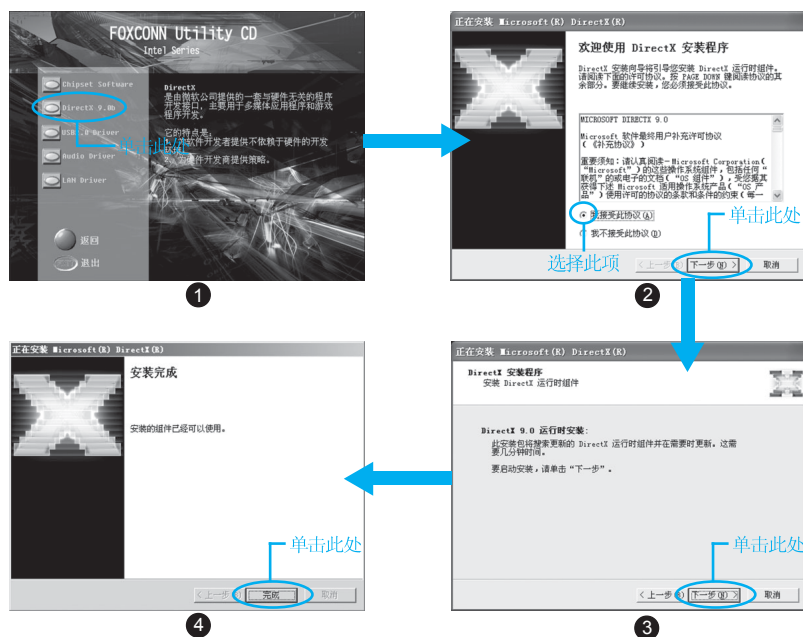 FOXCONN Utility CD
Intel Series
Chipset Software
DirectX 9.0b
USB2.0 Driver
Audio Driver
LAN Driver
返回
退出
DirectX
是由微软公司提供的一套与硬件无关的程序
开发接口，主要用于多媒体应用程序和游戏
程序开发。
它的特点是：
1、为软件开发者提供不依赖于硬件的开发
环境。
2、为硬件开发商提供策略。
单击此处
1
正在安装 Microsoft(R) DirectX(R)
欢迎使用 DirectX 安装程序
DirectX 安装向导将引导您安装 DirectX 运行时组件。
请阅读下面的许可协议。按 PAGE DOWN 键阅读协议的其
余部分。要继续安装，您必须接受此协议。
MICROSOFT DIRECTX 9.0
Microsoft 软件最终用户补充许可协议
(《补充协议》)
重要须知：请认真阅读－Microsoft Corporation(
“Microsoft”)的这些操作系统组件，包括任何“
联机”的或电子的文档(“OS 组件”)，受您据其
获得下述 Microsoft 适用操作系统产品(“OS 产
品”)使用许可的协议的条款和条件的约束(每一
我接受此协议(A)
我不接受此协议(D)
单击此处
选择此项
<上一步
下一步(N) >
取消
2
正在安装 Microsoft(R) DirectX(R)
DirectX 安装程序
安装 DirectX 运行时组件
DirectX 9.0 运行时安装：
此安装包将搜索更新的 DirectX 运行时组件并在需要时更新。这需
要几分钟时间。
要启动安装，请单击“下一步”。
单击此处
<上一步(B)
下一步(N) >
取消
3
正在安装 Microsoft(R) DirectX(R)
安装完成
安装的组件已经可以使用。
单击此处
<上一步
完成
取消
4